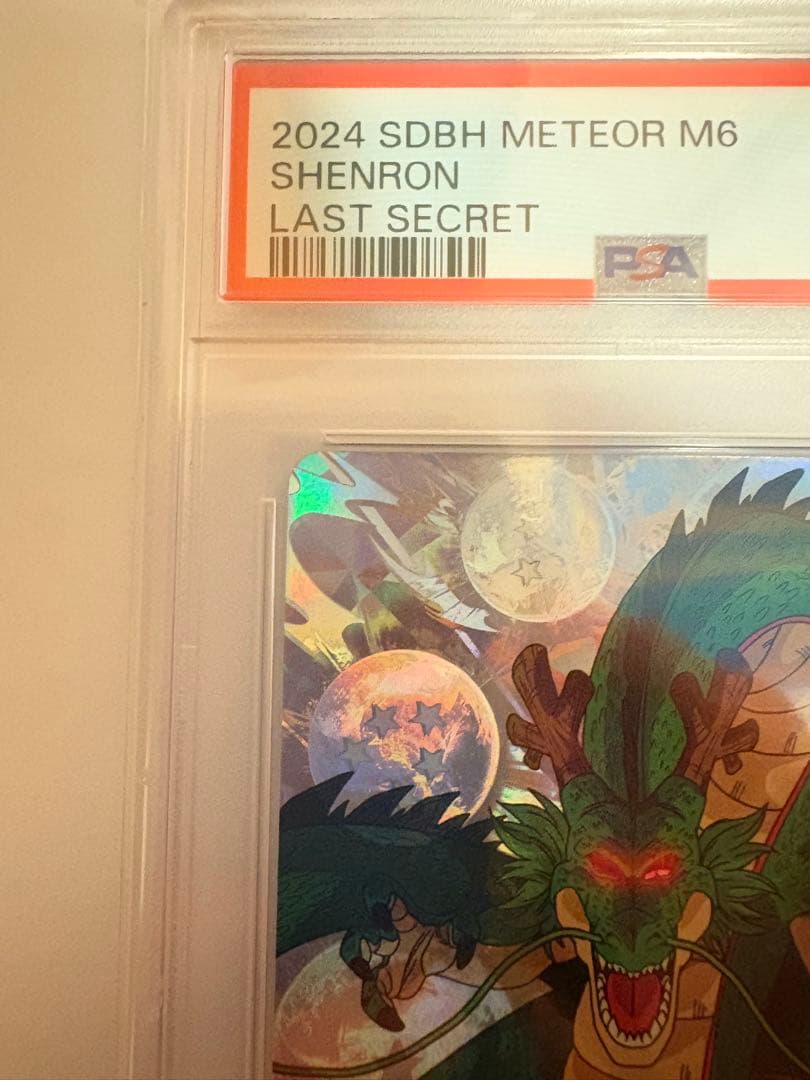 2024 SDBH METEOR M6
SHENRON
LAST SECRET
PSA